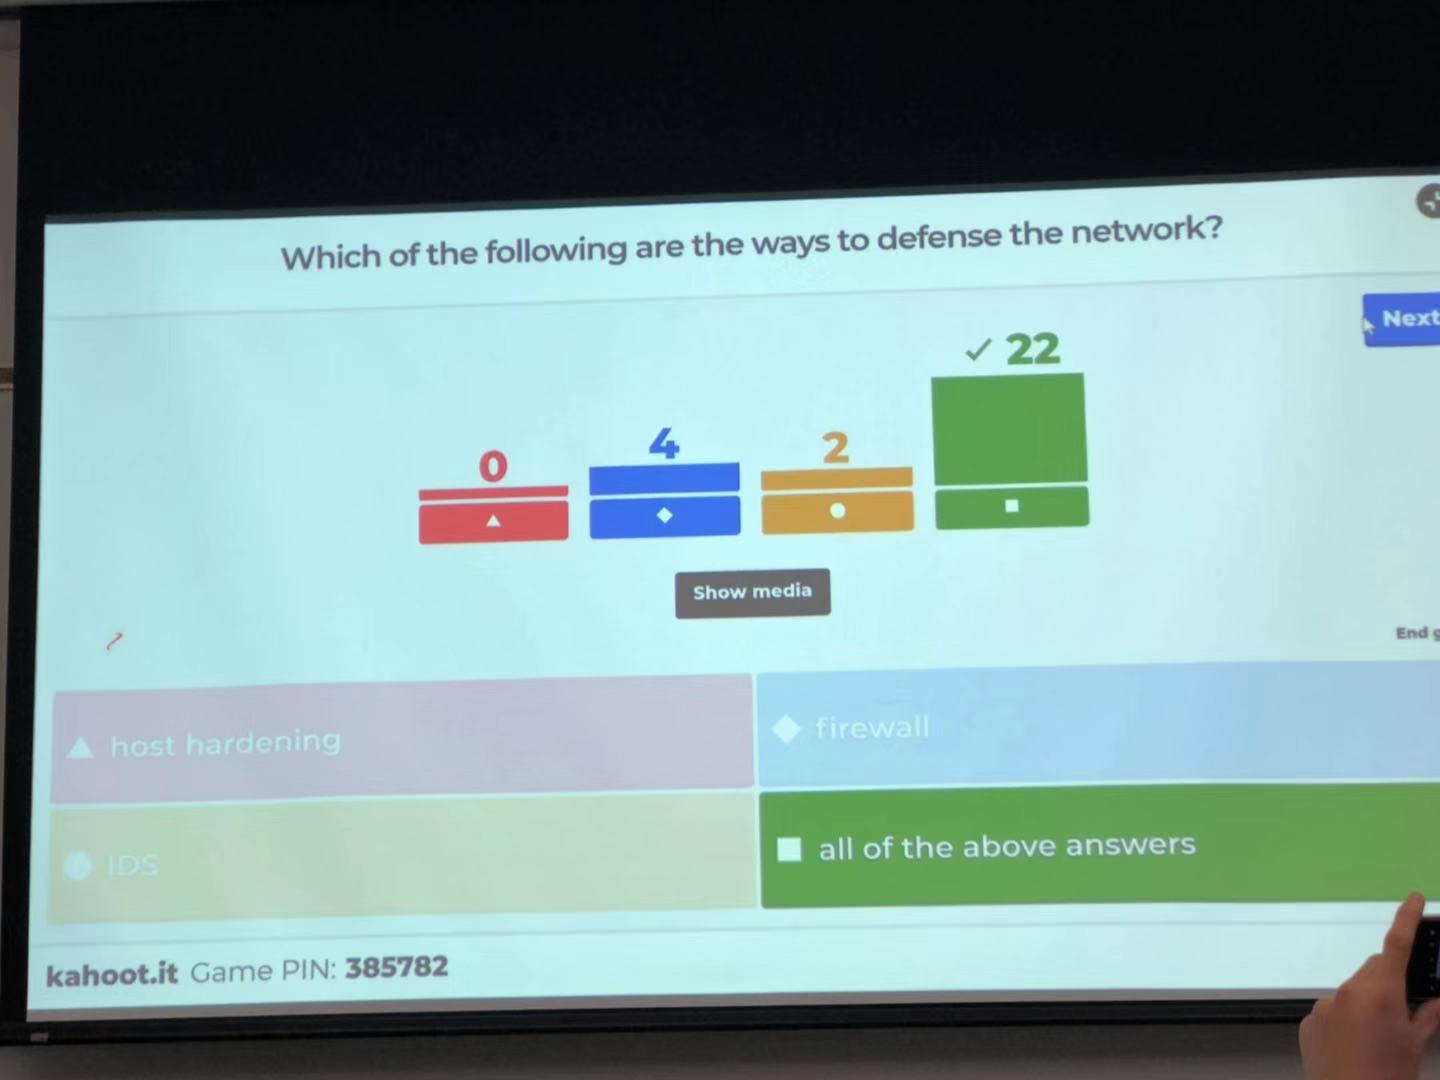 Which of the following are the ways to defense the network?
Next
✓ 22
0
4
2
Show media
End g
host hardening
firewall
IDS
all of the above answers
kahoot.it Game PIN: 385782